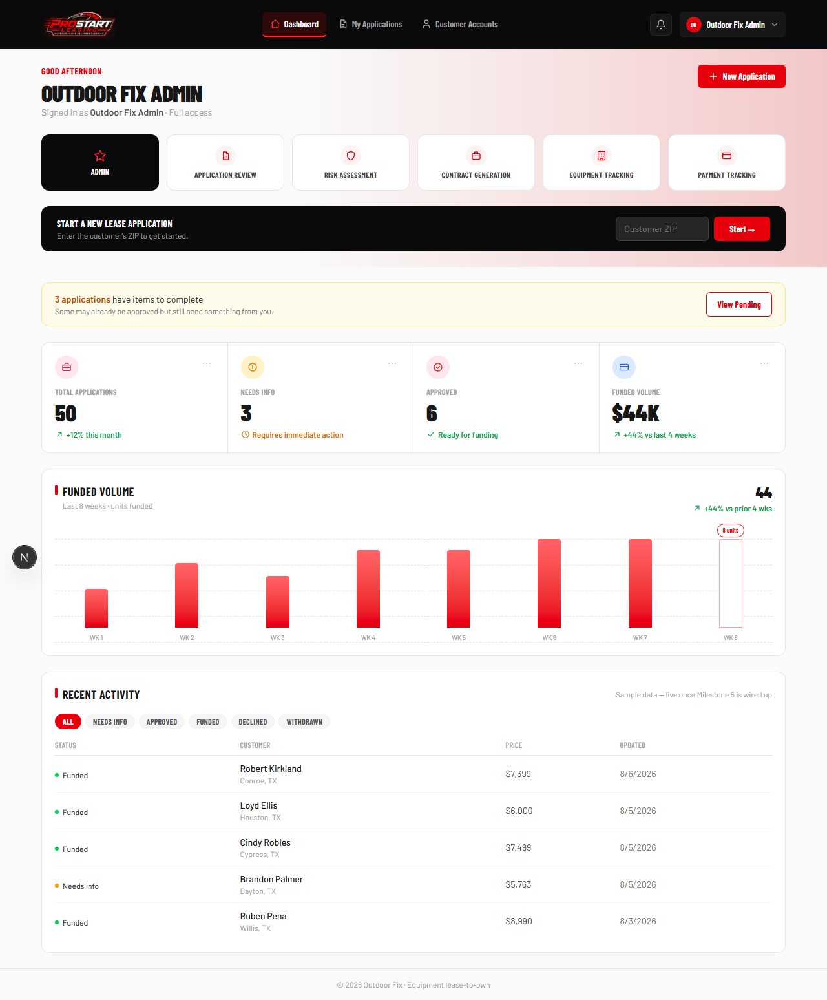 PROSTART
LEASING
Dashboard
My Applications
Customer Accounts
OU
Outdoor Fix Admin
GOOD AFTERNOON
OUTDOOR FIX ADMIN
Signed in as Outdoor Fix Admin · Full access
+ New Application
ADMIN
APPLICATION REVIEW
RISK ASSESSMENT
CONTRACT GENERATION
EQUIPMENT TRACKING
PAYMENT TRACKING
START A NEW LEASE APPLICATION
Enter the customer's ZIP to get started.
Customer ZIP
Start →
3 applications have items to complete
Some may already be approved but still need something from you.
View Pending
TOTAL APPLICATIONS
50
+12% this month
NEEDS INFO
3
Requires immediate action
APPROVED
6
Ready for funding
FUNDED VOLUME
$44K
+44% vs last 4 weeks
FUNDED VOLUME
Last 8 weeks · units funded
44
+44% vs prior 4 wks
8 units
WK 1
WK 2
WK 3
WK 4
WK 5
WK 6
WK 7
WK 8
N
RECENT ACTIVITY
Sample data — live once Milestone 5 is wired up
ALL
NEEDS INFO
APPROVED
FUNDED
DECLINED
WITHDRAWN
STATUS CUSTOMER PRICE UPDATED
Funded Robert Kirkland $7,399 8/6/2026
Conroe, TX
Funded Loyd Ellis $6,000 8/5/2026
Houston, TX
Funded Cindy Robles $7,499 8/5/2026
Cypress, TX
Needs info Brandon Palmer $5,763 8/5/2026
Dayton, TX
Funded Ruben Pena $8,990 8/3/2026
Willis, TX
© 2026 Outdoor Fix · Equipment lease-to-own